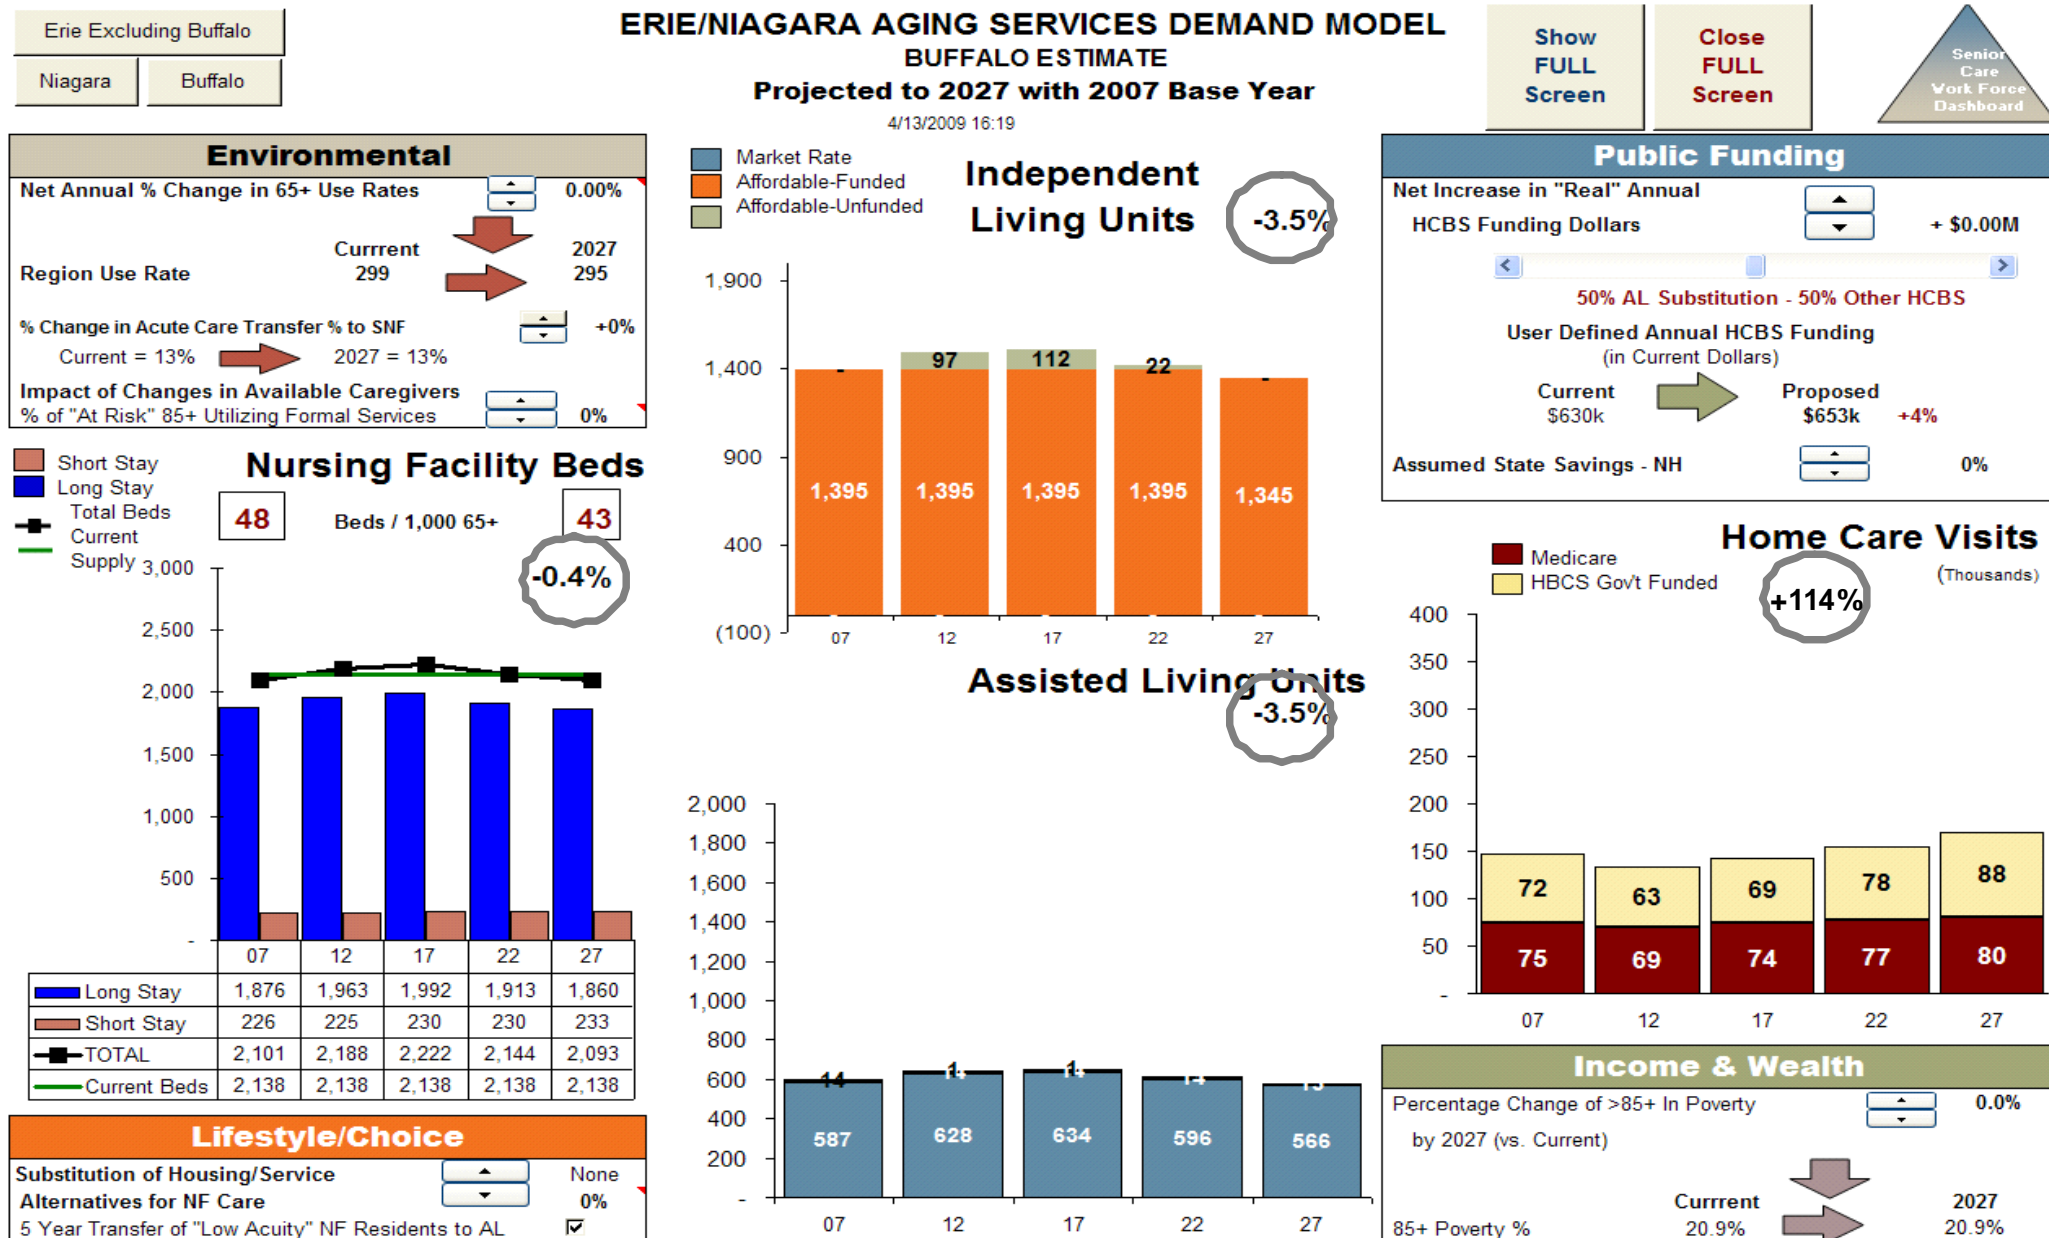 Erie Excluding Buffalo
Niagara
Buffalo
ERIE/NIAGARA AGING SERVICES DEMAND MODEL
BUFFALO ESTIMATE
Projected to 2027 with 2007 Base Year
4/13/2009 16:19
Show
FULL
Screen
Close
FULL
Screen
Senior
Care
Work Force
Dashboard
Environmental
Net Annual % Change in 65+ Use Rates 0.00%
Currrent 2027
Region Use Rate 299 295
% Change in Acute Care Transfer % to SNF +0%
Current = 13% 2027 = 13%
Impact of Changes in Available Caregivers
% of "At Risk" 85+ Utilizing Formal Services 0%
Short Stay
Long Stay
Total Beds
Current
Supply
Nursing Facility Beds
48 Beds / 1,000 65+ 43
-0.4%
3,000
2,500
2,000
1,500
1,000
500
-
07 12 17 22 27
Long Stay 1,876 1,963 1,992 1,913 1,860
Short Stay 226 225 230 230 233
TOTAL 2,101 2,188 2,222 2,144 2,093
Current Beds 2,138 2,138 2,138 2,138 2,138
Lifestyle/Choice
Substitution of Housing/Service None
Alternatives for NF Care 0%
5 Year Transfer of "Low Acuity" NF Residents to AL
Market Rate
Affordable-Funded
Affordable-Unfunded
Independent
Living Units
-3.5%
1,900
1,400
900
400
(100)
- 97 112 22 -
1,395 1,395 1,395 1,395 1,345
07 12 17 22 27
Assisted Living Units
-3.5%
2,000
1,800
1,600
1,400
1,200
1,000
800
600
400
200
-
14 14 14
587 628 634 596 566
07 12 17 22 27
Public Funding
Net Increase in "Real" Annual
HCBS Funding Dollars + $0.00M
50% AL Substitution - 50% Other HCBS
User Defined Annual HCBS Funding
(in Current Dollars)
Current Proposed
$630k $653k +4%
Assumed State Savings - NH 0%
Medicare
HBCS Gov't Funded
Home Care Visits
(Thousands)
+114%
400
350
300
250
200
150
100
50
-
72 63 69 78 88
75 69 74 77 80
07 12 17 22 27
Income & Wealth
Percentage Change of >85+ In Poverty 0.0%
by 2027 (vs. Current)
Currrent 2027
85+ Poverty % 20.9% 20.9%